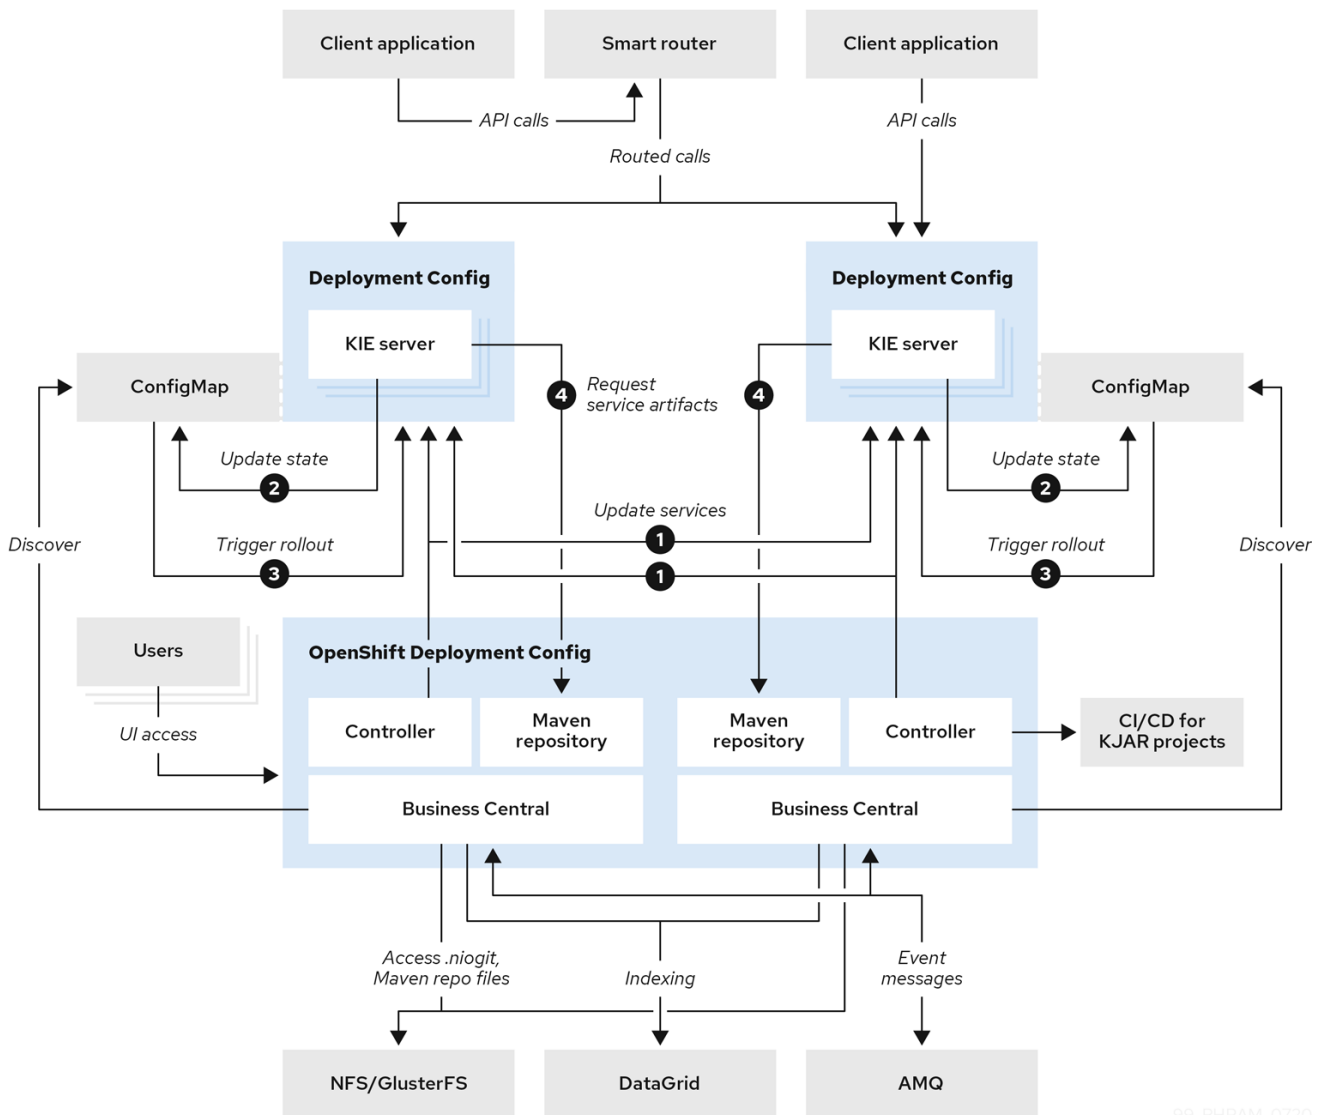 Client application
Smart router
Client application
API calls
API calls
Routed calls
Deployment Config
Deployment Config
KIE server
KIE server
ConfigMap
4
Request
service artifacts
4
ConfigMap
Update state
2
Update state
2
Update services
1
Discover
Trigger rollout
3
1
Trigger rollout
3
Discover
Users
OpenShift Deployment Config
UI access
Controller
Maven
repository
Maven
repository
Controller
CI/CD for
KJAR projects
Business Central
Business Central
Access .niogit,
Maven repo files
Indexing
Event
messages
NFS/GlusterFS
DataGrid
AMQ